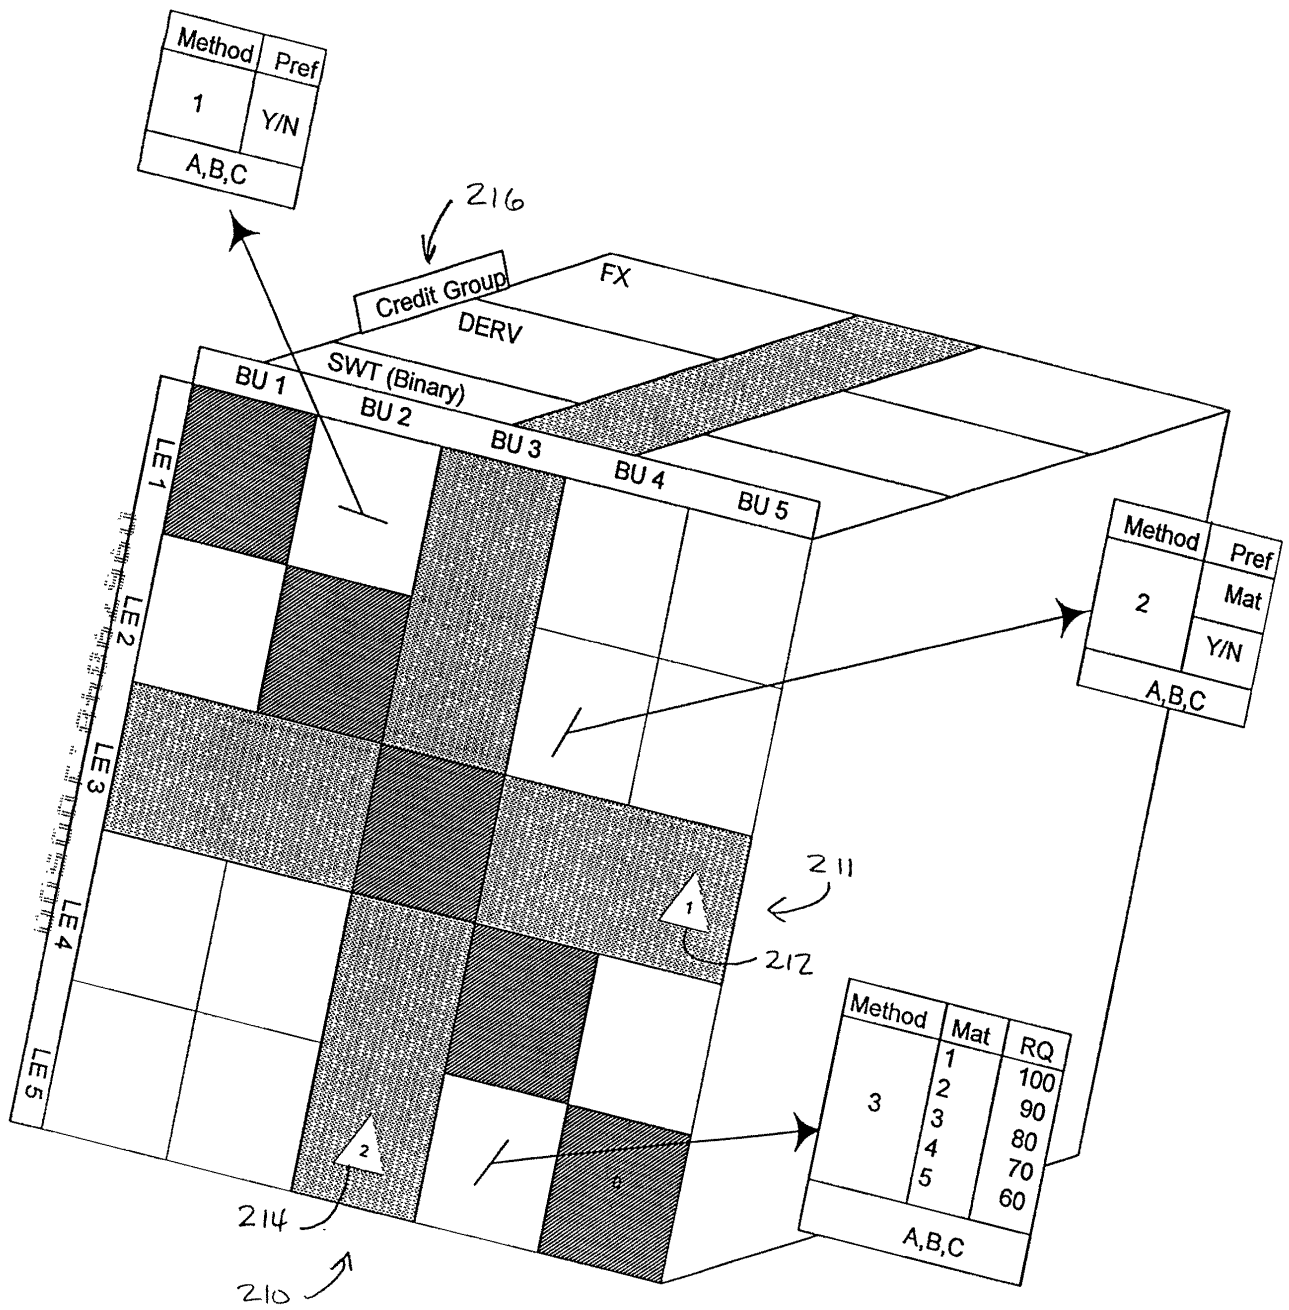 Method Pref
1 Y/N
A,B,C
216
Credit Group
FX
DERV
SWT (Binary)
BU 1 BU 2 BU 3 BU 4 BU 5
LE 1
LE 2
LE 3
LE 4
LE 5
Method Pref
2 Mat
Y/N
A,B,C
211
1
212
Method Mat RQ
3
1 100
2 90
3 80
4 70
5 60
A,B,C
2
214
210